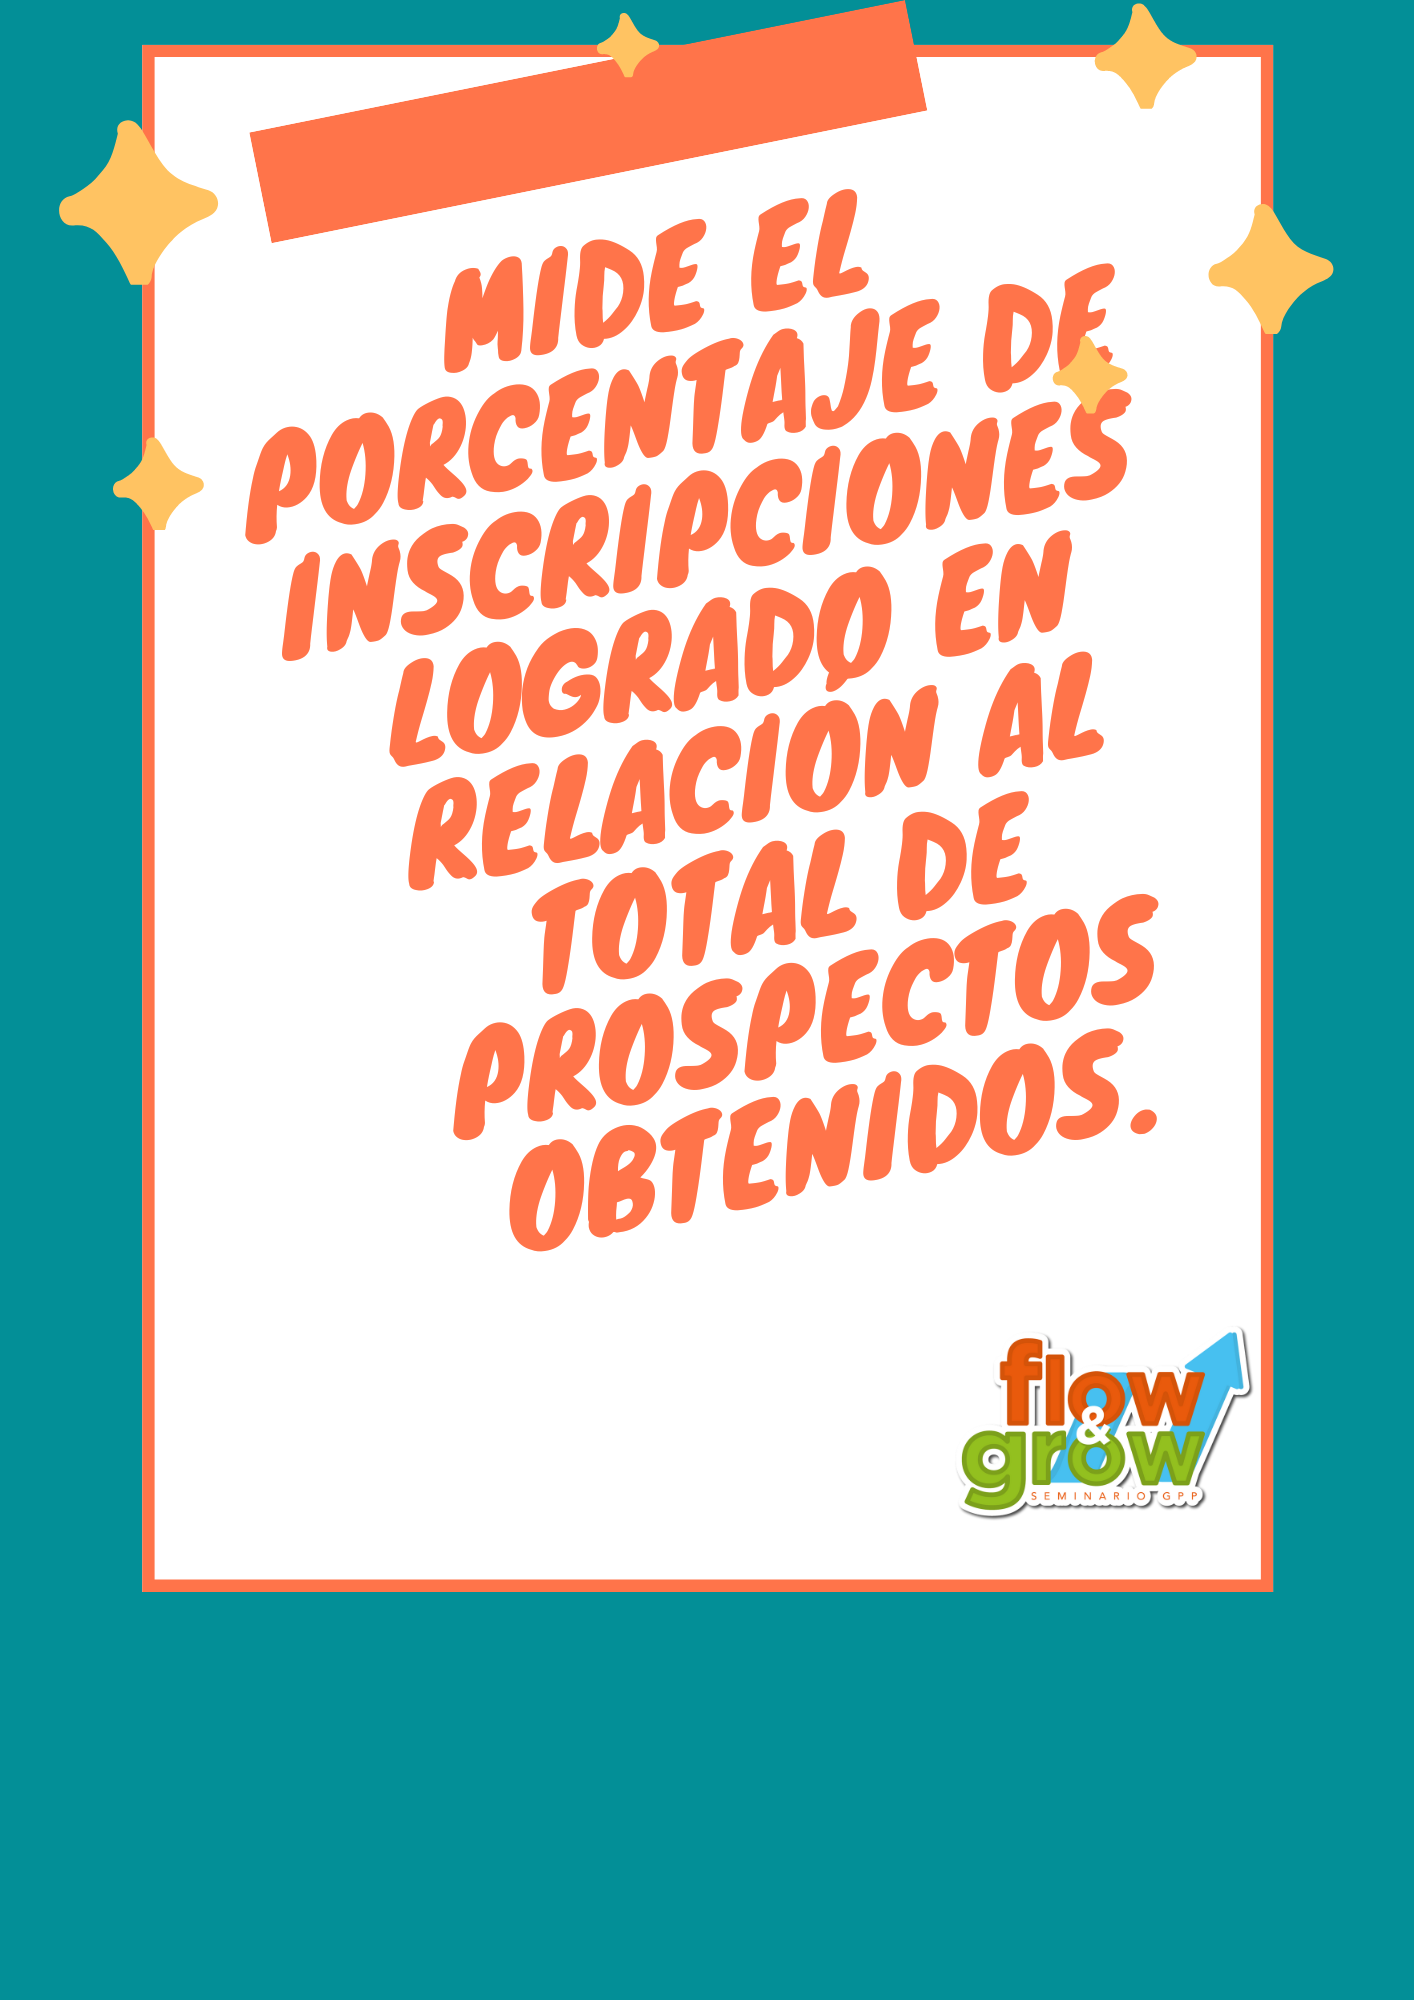 MIDE EL
PORCENTAJE DE
INSCRIPCIONES
LOGRADO EN
RELACIÓN AL
TOTAL DE
PROSPECTOS
OBTENIDOS.
flow
&
grow
SEMINARIO GPP